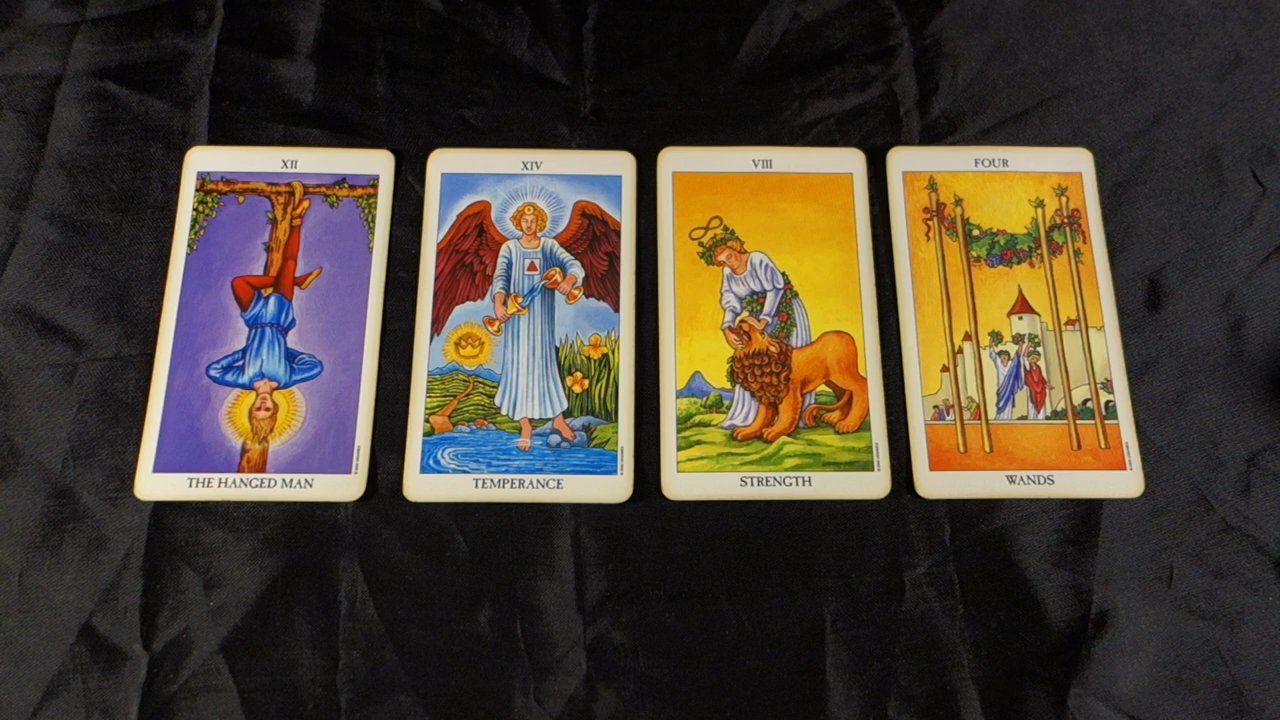 XII
THE HANGED MAN
XIV
TEMPERANCE
VIII
STRENGTH
FOUR
WANDS